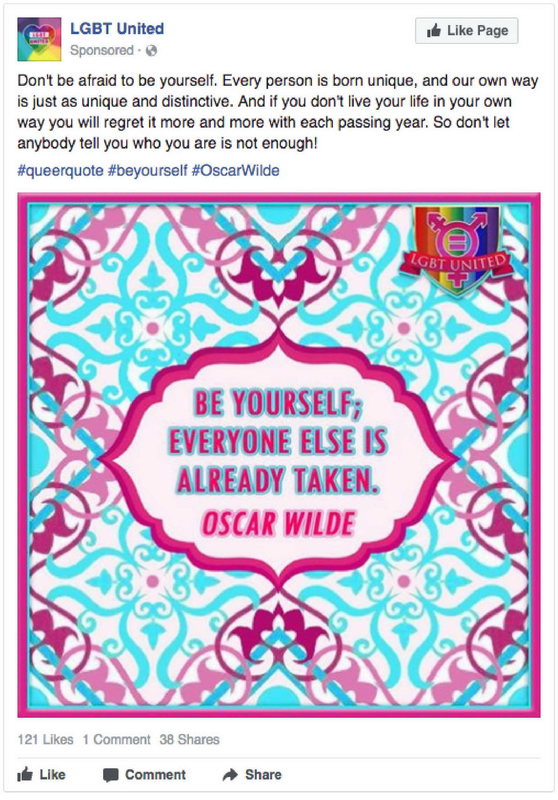 LGBT United
Sponsored ·
Like Page
Don't be afraid to be yourself. Every person is born unique, and our own way
is just as unique and distinctive. And if you don't live your life in your own
way you will regret it more and more with each passing year. So don't let
anybody tell you who you are is not enough!
#queerquote #beyourself #OscarWilde
LGBT UNITED
BE YOURSELF;
EVERYONE ELSE IS
ALREADY TAKEN.
OSCAR WILDE
121 Likes 1 Comment 38 Shares
Like Comment Share